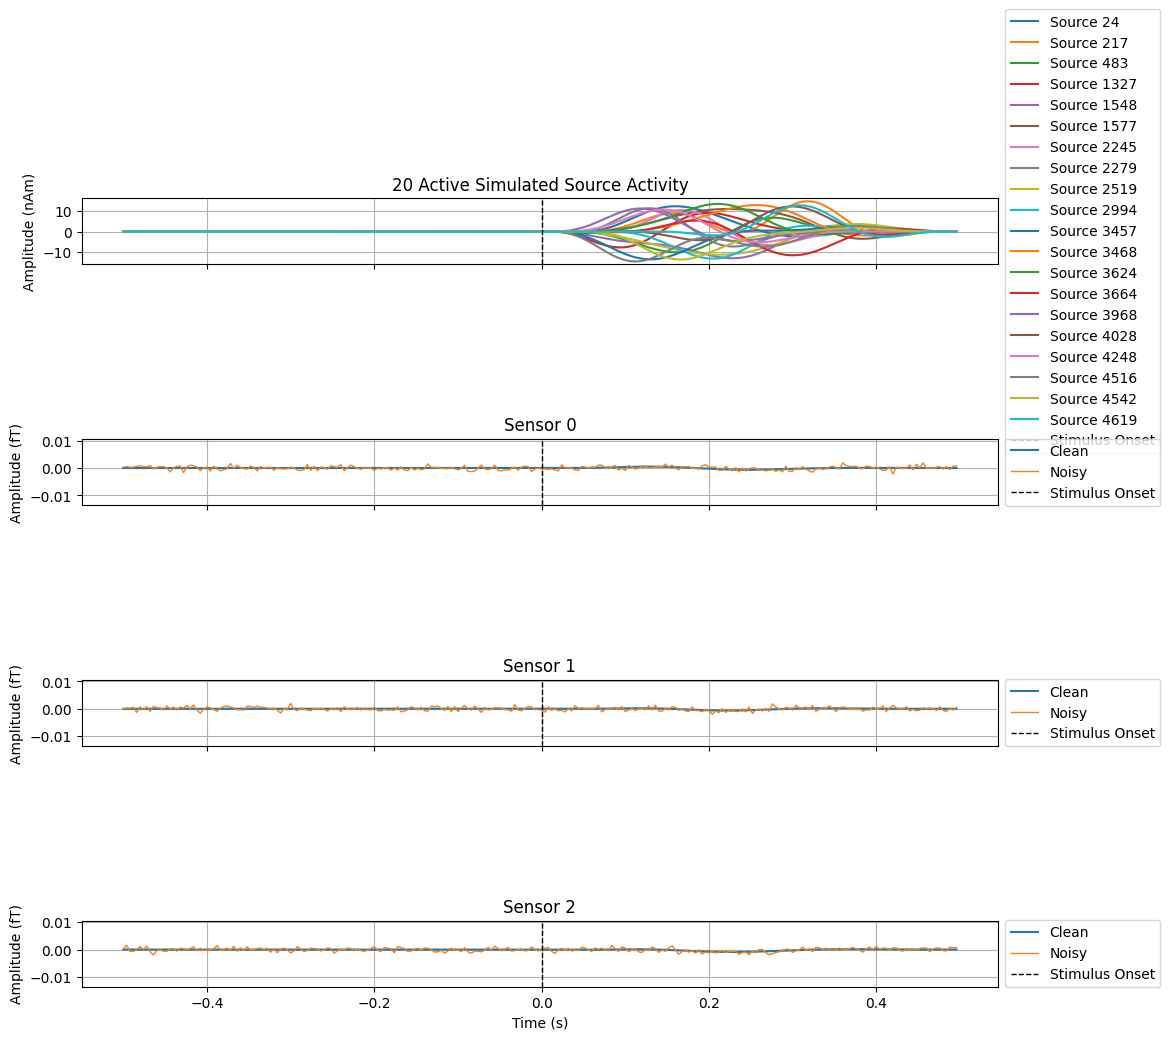 Source 24
Source 217
Source 483
Source 1327
Source 1548
Source 1577
Source 2245
Source 2279
Source 2519
Source 2994
Source 3457
Source 3468
Source 3624
Source 3664
Source 3968
Source 4028
Source 4248
Source 4516
Source 4542
Source 4619
Stimulus Onset
20 Active Simulated Source Activity
Amplitude (nAm)
10
0
−10
Sensor 0
Amplitude (fT)
0.01
0.00
−0.01
Clean
Noisy
Stimulus Onset
Sensor 1
Amplitude (fT)
0.01
0.00
−0.01
Clean
Noisy
Stimulus Onset
Sensor 2
Amplitude (fT)
0.01
0.00
−0.01
Clean
Noisy
Stimulus Onset
−0.4 −0.2 0.0 0.2 0.4
Time (s)